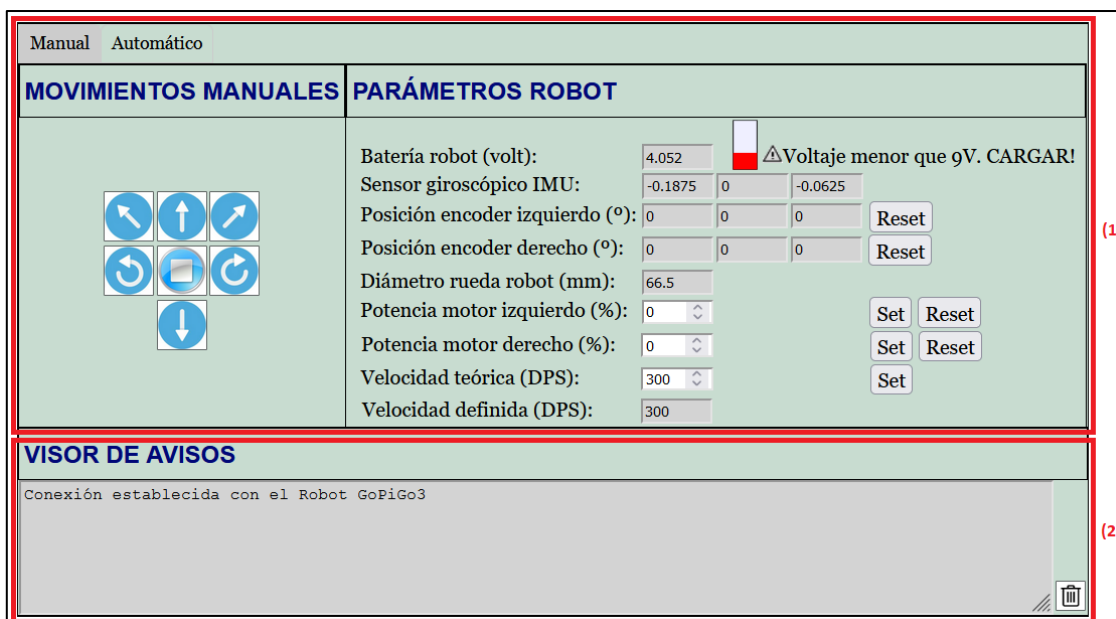 Manual Automático
MOVIMIENTOS MANUALES PARÁMETROS ROBOT
Batería robot (volt): 4.052 ⚠Voltaje menor que 9V. CARGAR!
Sensor giroscópico IMU: -0.1875 0 -0.0625
Posición encoder izquierdo (º): 0 0 0 Reset
Posición encoder derecho (º): 0 0 0 Reset
Diámetro rueda robot (mm): 66.5
Potencia motor izquierdo (%): 0 Set Reset
Potencia motor derecho (%): 0 Set Reset
Velocidad teórica (DPS): 300 Set
Velocidad definida (DPS): 300
(1
VISOR DE AVISOS
Conexión establecida con el Robot GoPiGo3
(2